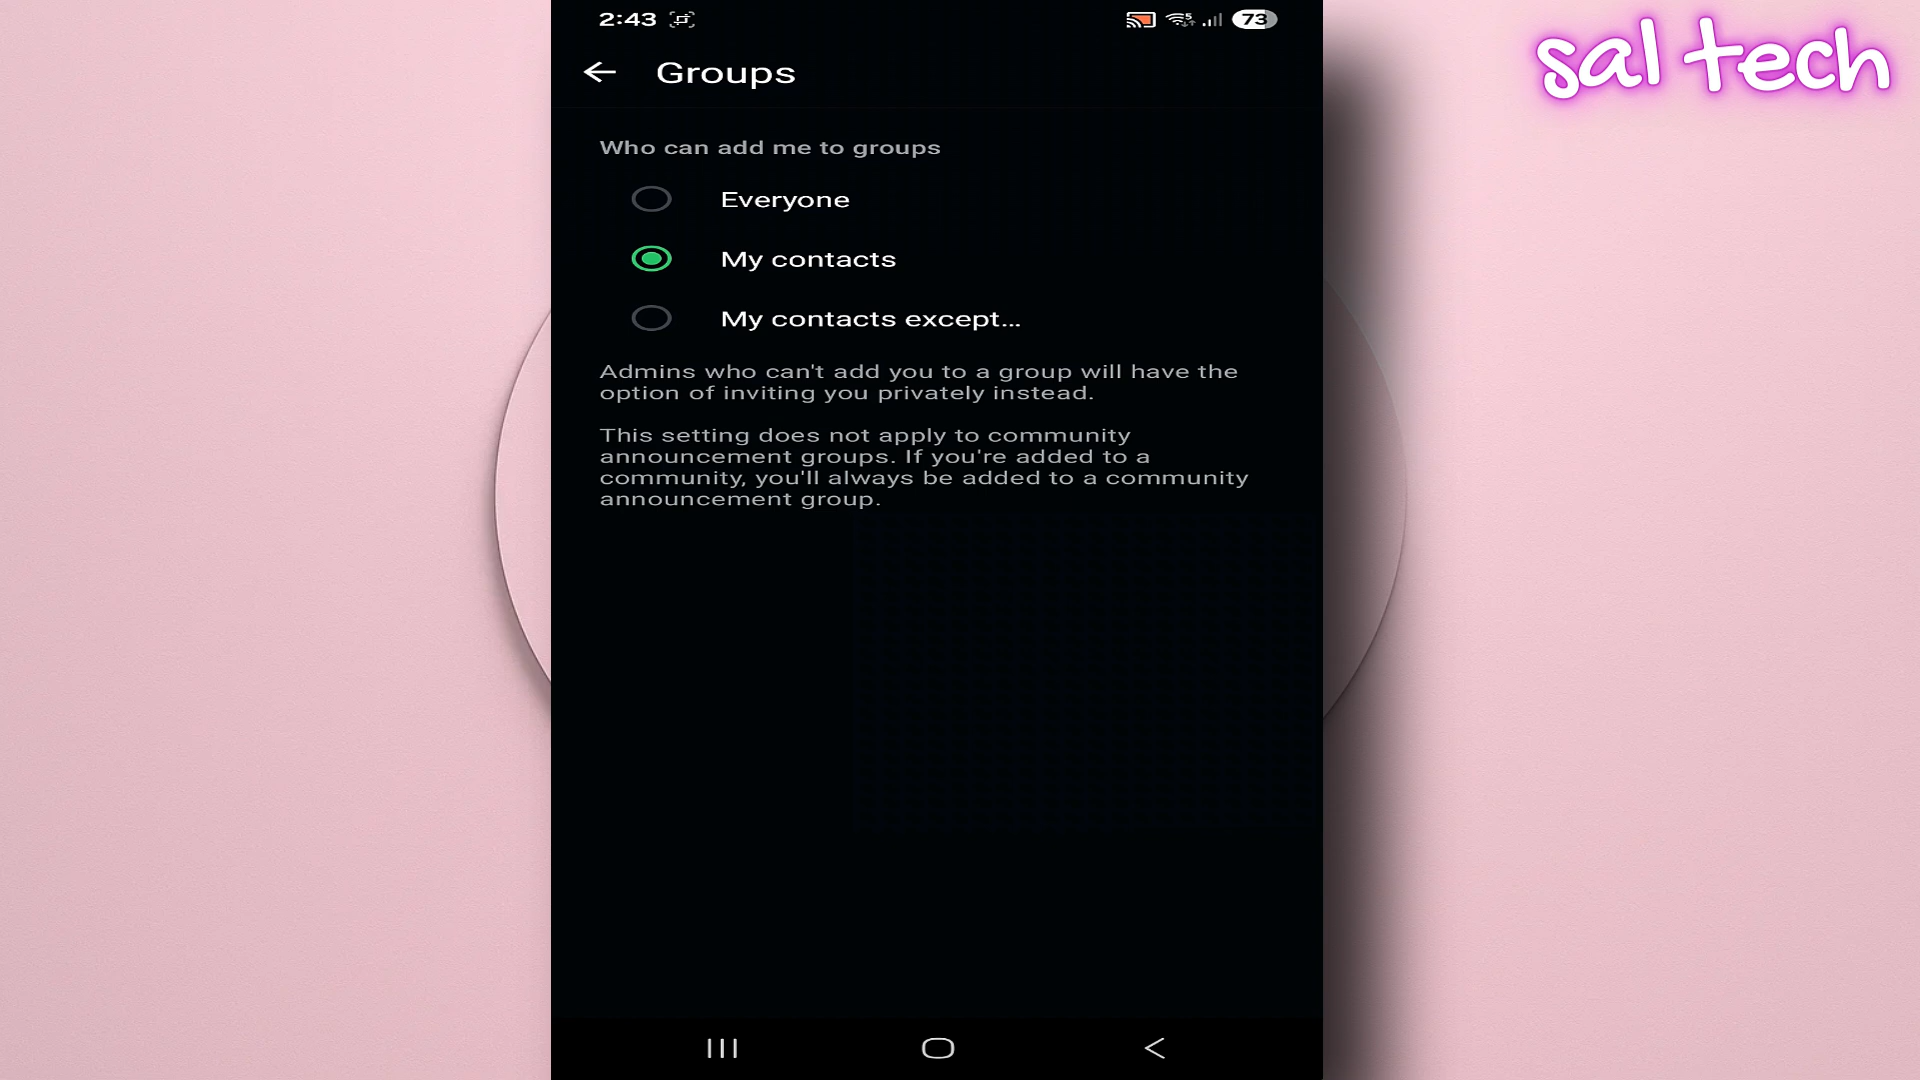 2:43
73
sal tech
Groups
Who can add me to groups
Everyone
My contacts
My contacts except...
Admins who can't add you to a group will have the
option of inviting you privately instead.
This setting does not apply to community
announcement groups. If you're added to a
community, you'll always be added to a community
announcement group.